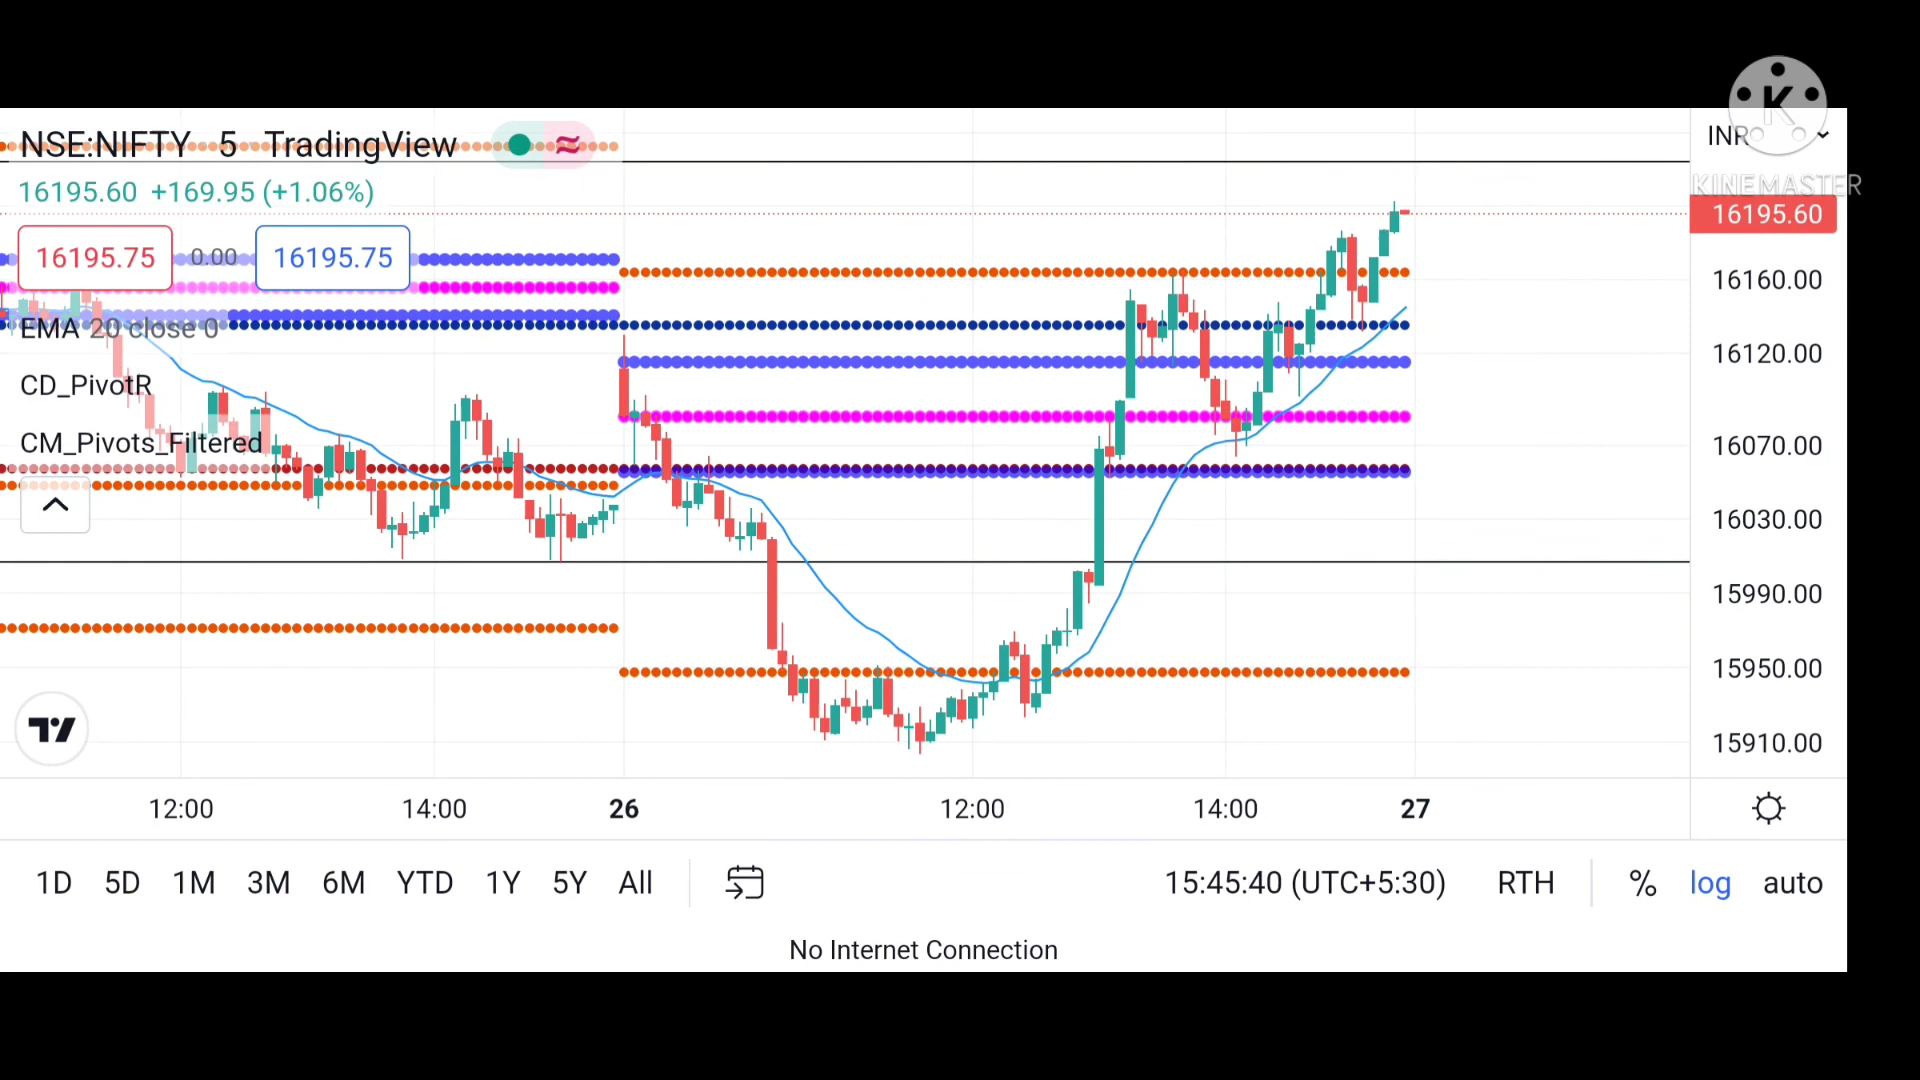 NSE:NIFTY 5 TradingView
16195.60 +169.95 (+1.06%)
16195.75 0.00 16195.75
EMA 20 close 0
CD_PivotR
CM_Pivots_Filtered
INR
K
KINEMASTER
16195.60
16160.00
16120.00
16070.00
16030.00
15990.00
15950.00
15910.00
12:00 14:00 26 12:00 14:00 27
1D 5D 1M 3M 6M YTD 1Y 5Y All 15:45:40 (UTC+5:30) RTH % log auto
No Internet Connection